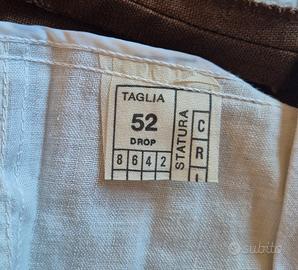 TAGLIA
52
DROP
8 6 4 2
STATURA
C
R
subito